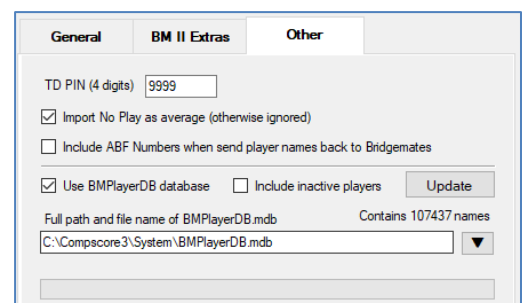 General BM II Extras Other
TD PIN (4 digits) 9999
Import No Play as average (otherwise ignored)
Include ABF Numbers when send player names back to Bridgemates
Use BMPlayerDB database Include inactive players Update
Full path and file name of BMPlayerDB.mdb Contains 107437 names
C:\Compscore3\System\BMPlayerDB.mdb